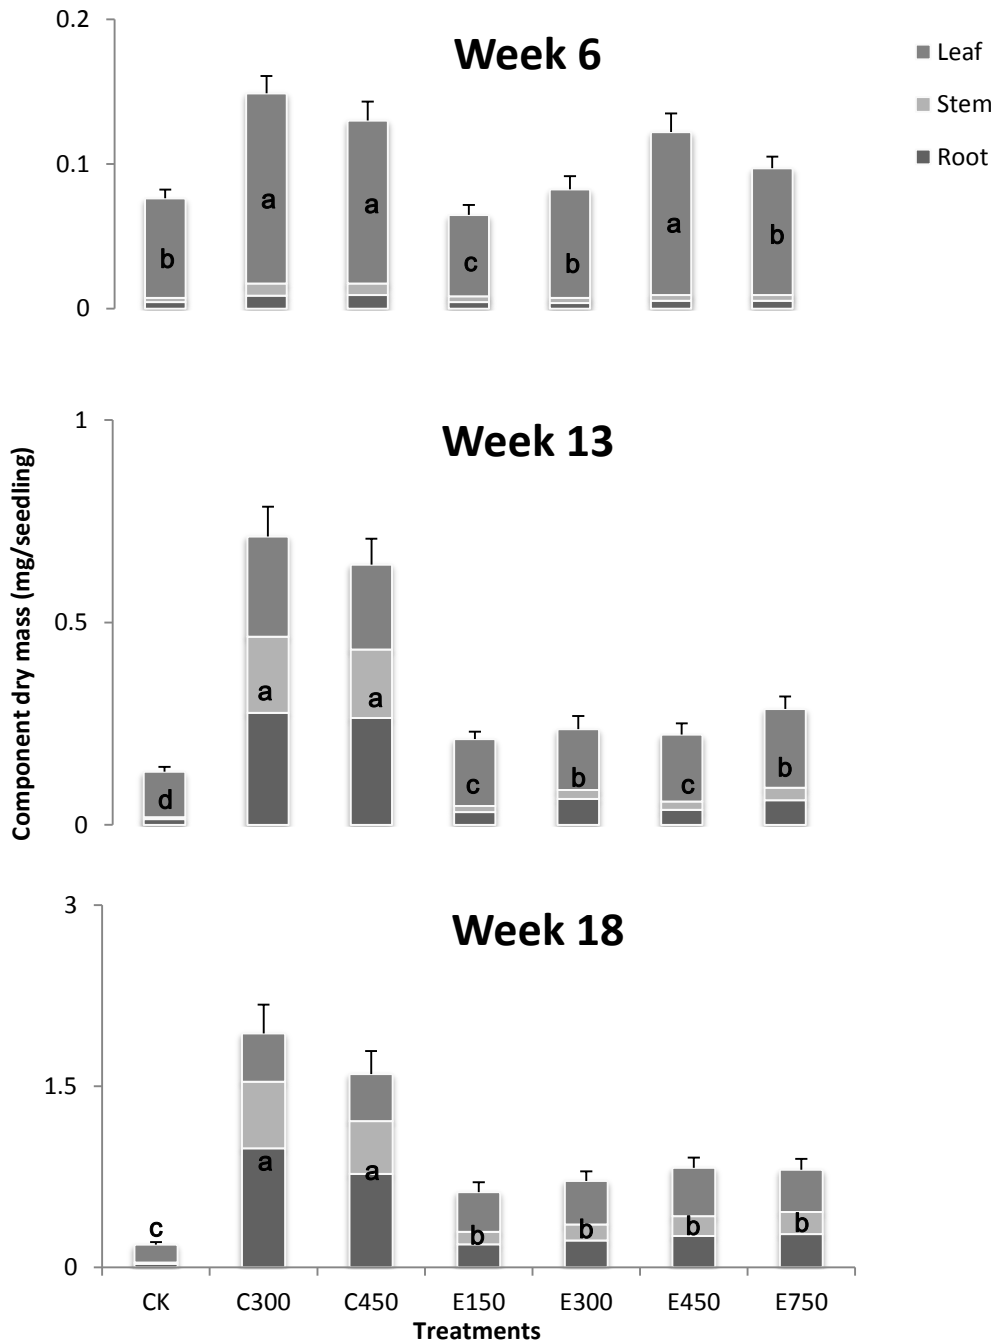 0.2
Week 6
Leaf
Stem
Root
0.1
0
b
a
a
c
b
a
b
Component dry mass (mg/seedling)
1
Week 13
0.5
0
d
a
a
c
b
c
b
3
Week 18
1.5
0
c
a
a
b
b
b
b
CK C300 C450 E150 E300 E450 E750
Treatments